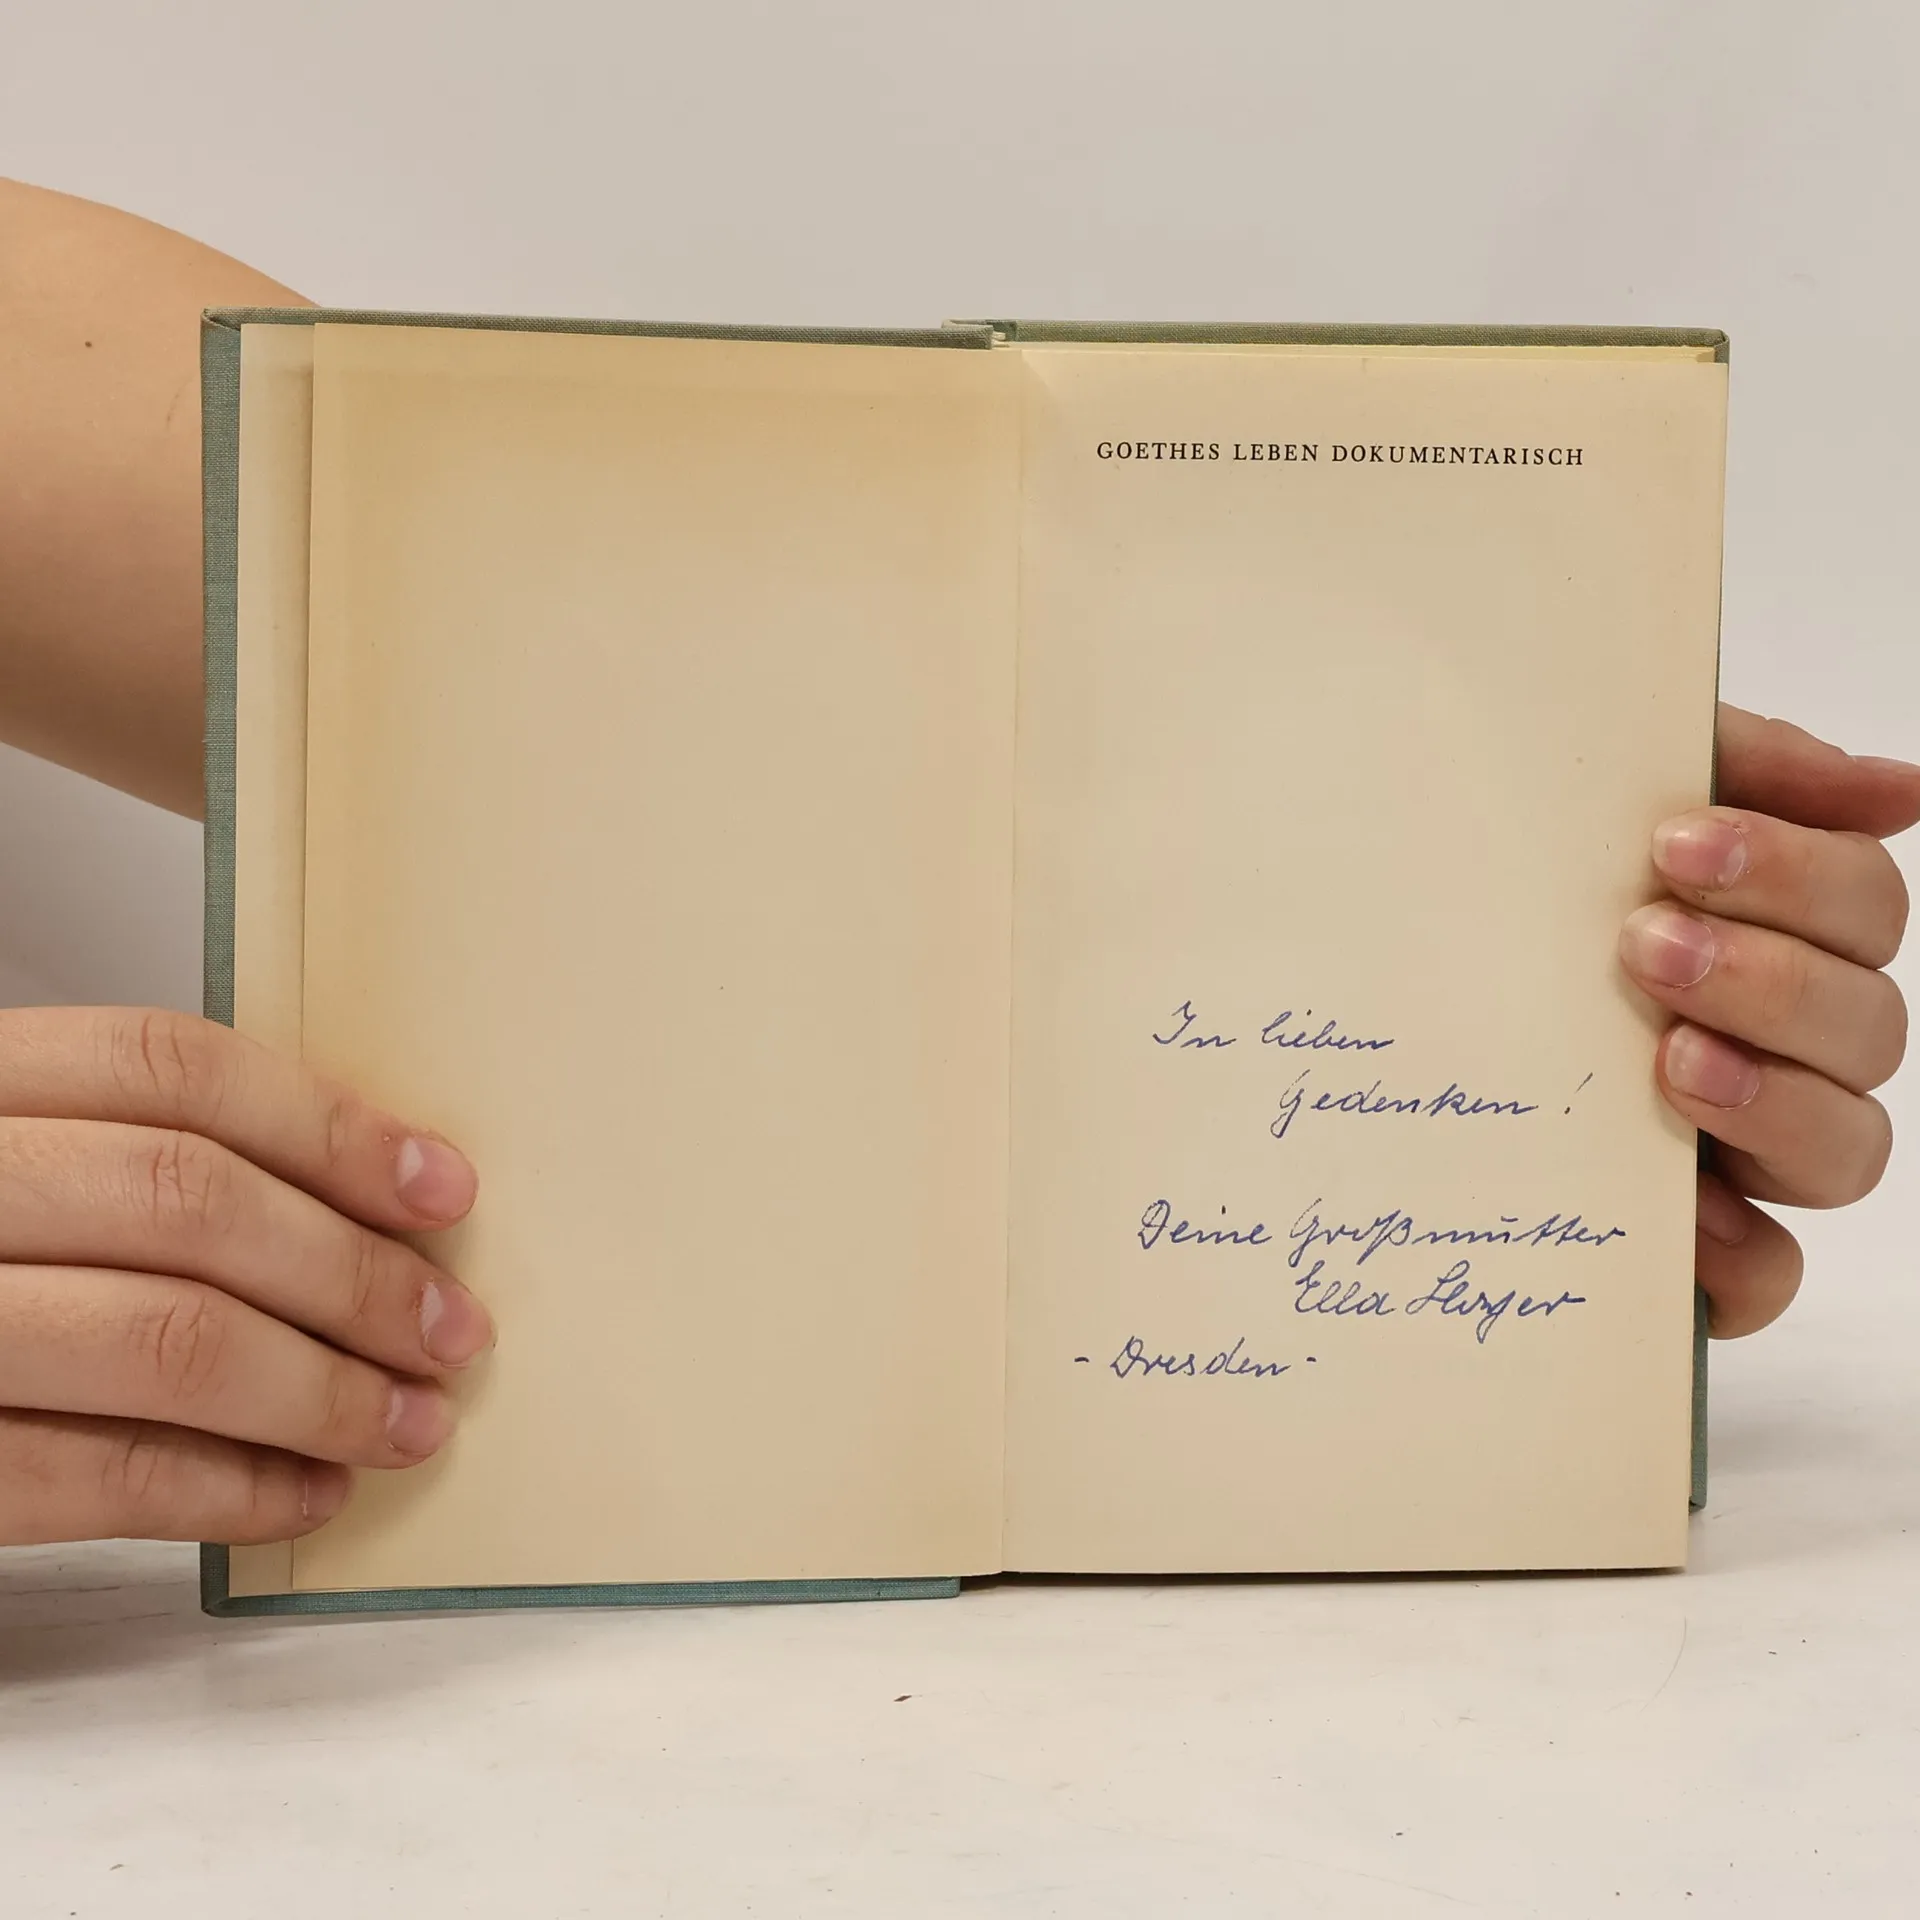 GOETHES LEBEN DOKUMENTARISCH
In lieben
Gedenken!
Deine Großmutter
Ella
- Dresden -